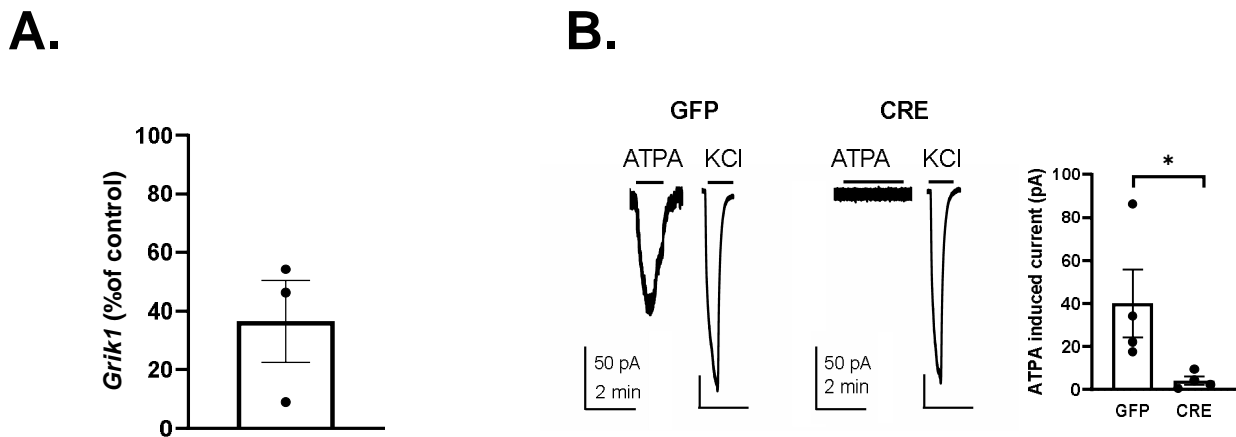 A.
Grik1 (%of control)
100
80
60
40
20
0
B.
GFP
ATPA
KCl
50 pA
2 min
CRE
ATPA
KCl
50 pA
2 min
ATPA induced current (pA)
100
80
60
40
20
0
*
GFP
CRE